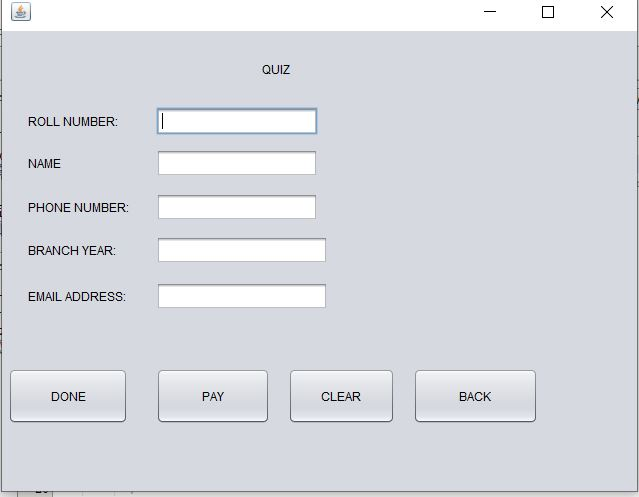 QUIZ
ROLL NUMBER:
NAME
PHONE NUMBER:
BRANCH YEAR:
EMAIL ADDRESS:
DONE PAY CLEAR BACK